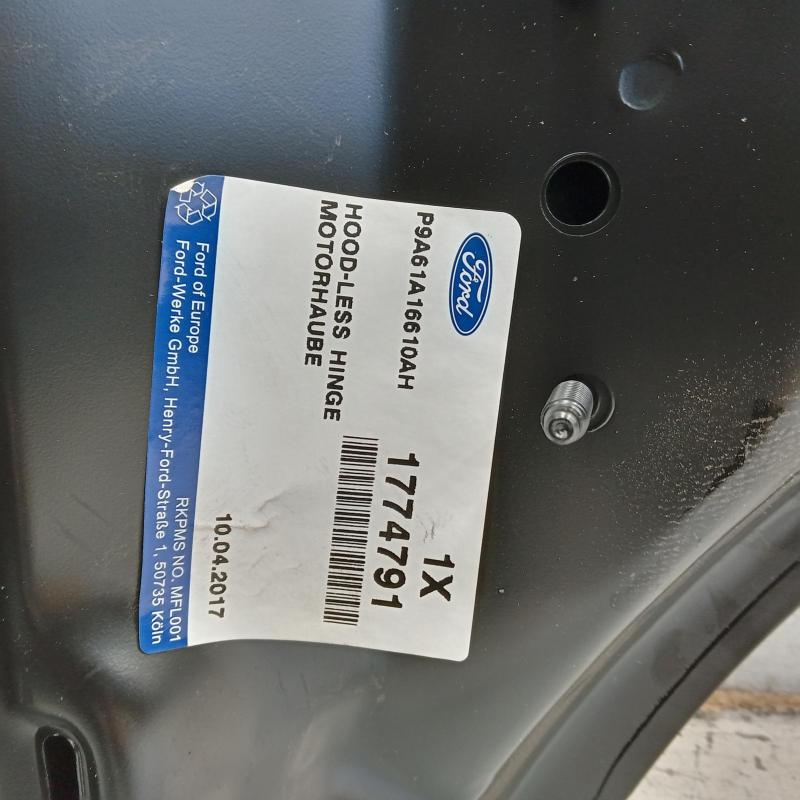 Ford
P9A61A16610AH
1X
1774791
HOOD-LESS HINGE
MOTORHAUBE
10.04.2017
RKPMS NO. MFL001
Ford of Europe
Ford-Werke GmbH, Henry-Ford-Straße 1, 50735 Köln